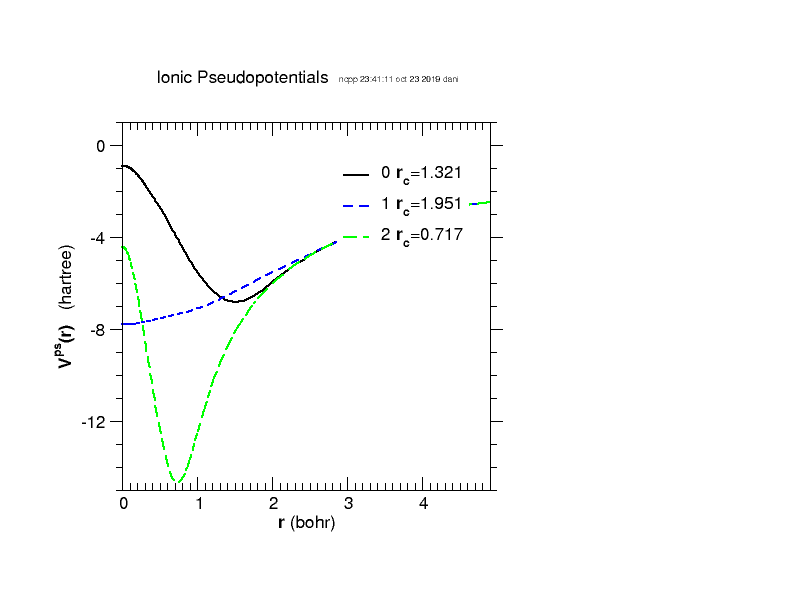 Ionic Pseudopotentials ncpp 23:41:11 oct 23 2019 dani
0
-4
-8
-12
V^ps(r) (hartree)
0 r_c=1.321
1 r_c=1.951
2 r_c=0.717
0 1 2 3 4
r (bohr)